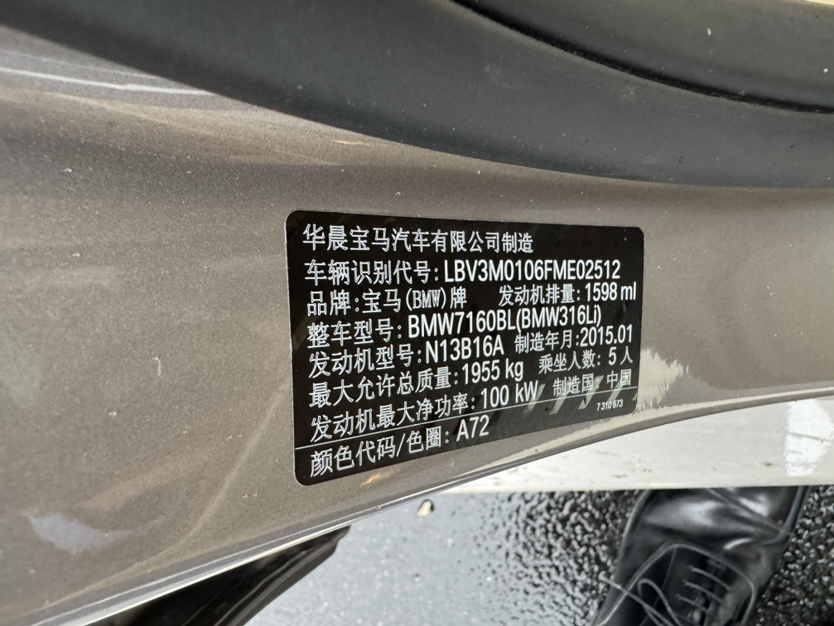 华晨宝马汽车有限公司制造
车辆识别代号:LBV3M0106FME02512
品牌:宝马(BMW)牌 发动机排量:1598 ml
整车型号:BMW7160BL(BMW316Li)
发动机型号:N13B16A 制造年月:2015.01
最大允许总质量:1955 kg 乘坐人数: 5 人
发动机最大净功率:100 kW 制造国: 中国
7310673
颜色代码/色圈: A72